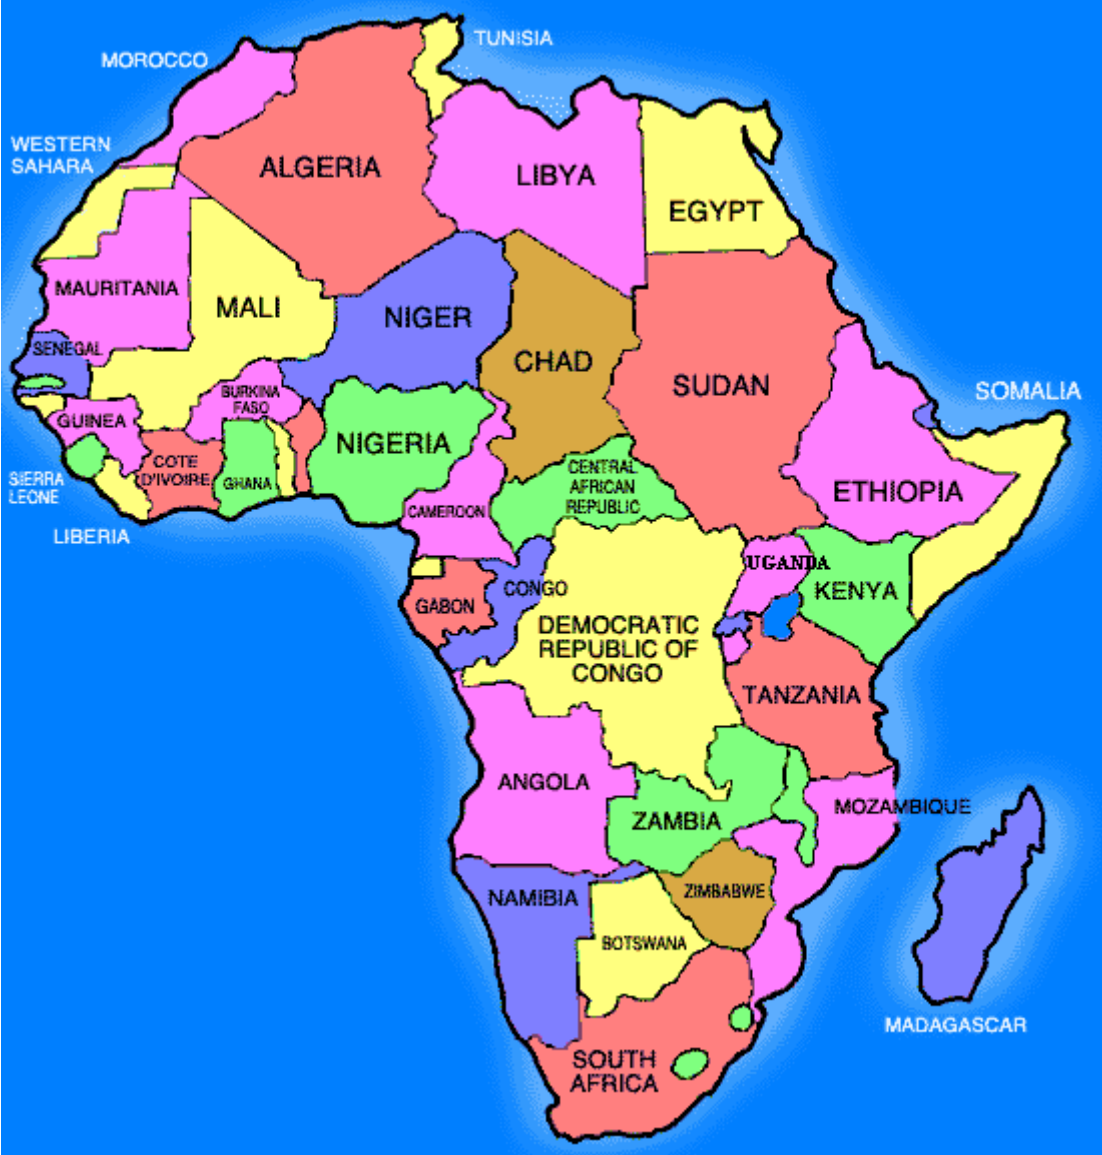 TUNISIA
MOROCCO
WESTERN
SAHARA
ALGERIA
LIBYA
EGYPT
MAURITANIA
MALI
NIGER
CHAD
SUDAN
SENEGAL
SOMALIA
BURKINA
FASO
GUINEA
NIGERIA
COTE
D'IVOIRE
GHANA
SIERRA
LEONE
LIBERIA
CENTRAL
AFRICAN
REPUBLIC
ETHIOPIA
CAMEROON
UGANDA
KENYA
CONGO
GABON
DEMOCRATIC
REPUBLIC OF
CONGO
TANZANIA
ANGOLA
ZAMBIA
MOZAMBIQUE
NAMIBIA
ZIMBABWE
BOTSWANA
MADAGASCAR
SOUTH
AFRICA